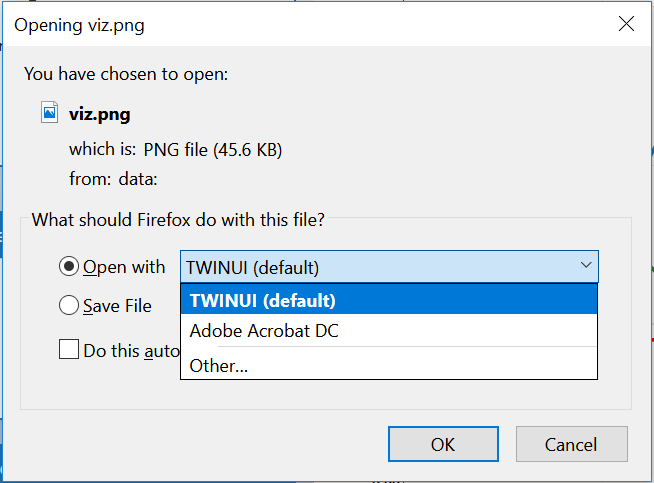 Opening viz.png
You have chosen to open:
viz.png
which is: PNG file (45.6 KB)
from: data:
What should Firefox do with this file?
Open with TWINUI (default)
TWINUI (default)
Save File
Adobe Acrobat DC
Do this auto
Other...
OK Cancel